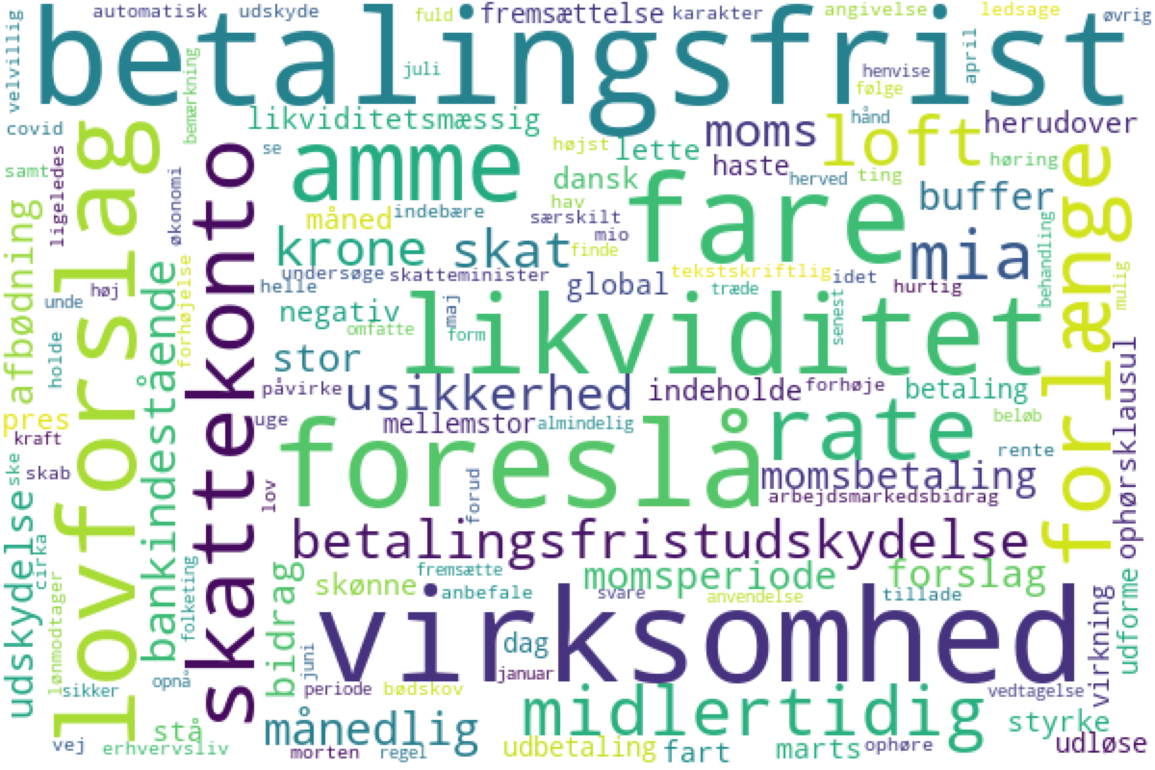 automatisk
udskyde
fuld
fremsættelse
karakter
angivelse
ledsage
øvrig
velvillig
betalingsfrist
juli
henvise
følge
april
bemærkning
covid
likviditetsmæssig
se
amme
højst
lette
moms
haste
hånd
loft
herudover
høring
samt
ligeledes
lovforslag
økonomi
skattekonto
dansk
hav
fare
herved
ting
buffer
forlænge
måned
indebære
særskilt
mio
finde
krone
skat
mia
behandling
mulig
afbødning
unde
høj
bankindestående
forhøjelse
undersøge
helle
skatteminister
global
tekstskriftlig
idet
træde
hurtig
negativ
omfatte
maj
form
likviditet
senest
holde
stor
påvirke
usikkerhed
indeholde
forhøje
betaling
ophørsklausul
pres
kraft
uge
mellemstor
almindelig
rate
beløb
rente
skab
ske
foreslå
lov
forud
momsbetaling
arbejdsmarkedsbidrag
udskydelse
cirka
betalingsfristudskydelse
lønmodtager
folketing
bidrag
skønne
fremsætte
anbefale
momsperiode
svare
anvendelse
forslag
tillade
virkning
udforme
virksomhed
dag
januar
juni
sikker
opnå
periode
bødskov
midlertidig
vedtagelse
styrke
vej
stå
erhvervsliv
månedlig
morten
regel
udbetaling
fart
marts
ophøre
udløse